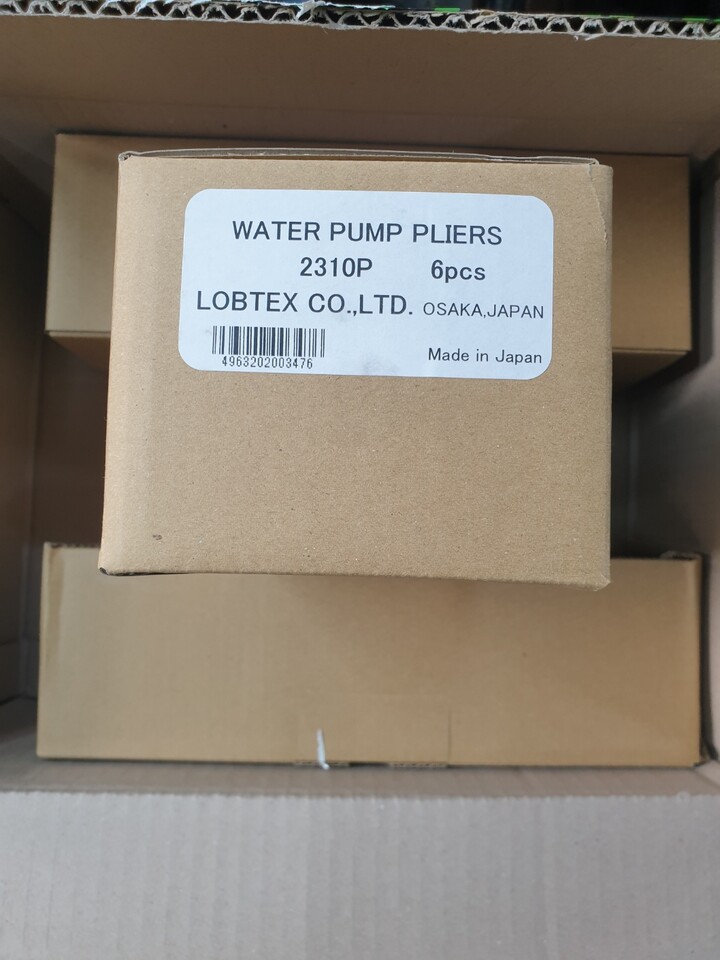 WATER PUMP PLIERS
2310P 6pcs
LOBTEX CO.,LTD. OSAKA,JAPAN
4963202003476
Made in Japan